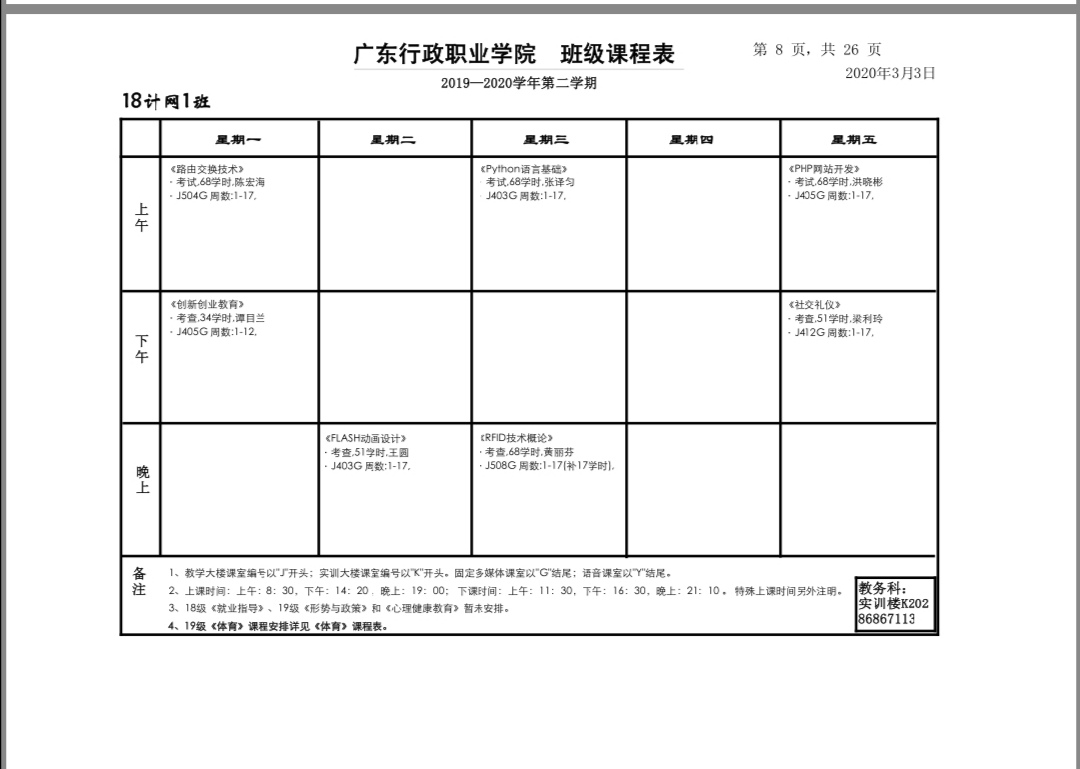 广东行政职业学院 班级课程表
第 8 页，共 26 页
2020年3月3日
2019—2020学年第二学期
18计网1班
星期一 星期二 星期三 星期四 星期五
上午
《路由交换技术》
· 考试,68学时,陈宏海
· J504G 周数:1-17,
《Python语言基础》
· 考试,68学时,张译匀
· J403G 周数:1-17,
《PHP网站开发》
· 考试,68学时,洪晓彬
· J405G 周数:1-17,
下午
《创新创业教育》
· 考查,34学时,谭目兰
· J405G 周数:1-12,
《社交礼仪》
· 考查,51学时,梁利玲
· J412G 周数:1-17,
晚上
《FLASH动画设计》
· 考查,51学时,王圆
· J403G 周数:1-17,
《RFID技术概论》
· 考查,68学时,黄丽芬
· J508G 周数:1-17(补17学时),
备注
1、教学大楼课室编号以"J"开头；实训大楼课室编号以"K"开头。固定多媒体课室以"G"结尾；语音课室以"Y"结尾。
2、上课时间：上午：8：30，下午：14：20 ，晚上：19：00； 下课时间：上午：11：30，下午：16：30，晚上：21：10 。 特殊上课时间另外注明。
3、18级《就业指导》、19级《形势与政策》和《心理健康教育》暂未安排。
4、19级《体育》课程安排详见《体育》课程表。
教务科：
实训楼K202
86867113